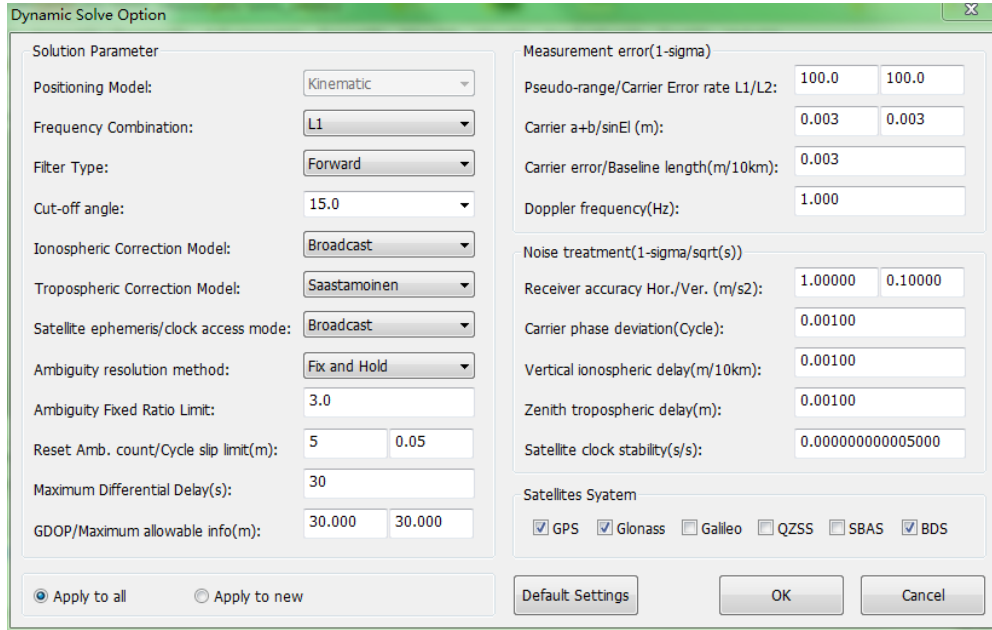 Dynamic Solve Option
Solution Parameter
Positioning Model: Kinematic
Frequency Combination: L1
Filter Type: Forward
Cut-off angle: 15.0
Ionospheric Correction Model: Broadcast
Tropospheric Correction Model: Saastamoinen
Satellite ephemeris/clock access mode: Broadcast
Ambiguity resolution method: Fix and Hold
Ambiguity Fixed Ratio Limit: 3.0
Reset Amb. count/Cycle slip limit(m): 5 0.05
Maximum Differential Delay(s): 30
GDOP/Maximum allowable info(m): 30.000 30.000
Apply to all Apply to new
Measurement error(1-sigma)
Pseudo-range/Carrier Error rate L1/L2: 100.0 100.0
Carrier a+b/sinEl (m): 0.003 0.003
Carrier error/Baseline length(m/10km): 0.003
Doppler frequency(Hz): 1.000
Noise treatment(1-sigma/sqrt(s))
Receiver accuracy Hor./Ver. (m/s2): 1.00000 0.10000
Carrier phase deviation(Cycle): 0.00100
Vertical ionospheric delay(m/10km): 0.00100
Zenith tropospheric delay(m): 0.00100
Satellite clock stability(s/s): 0.000000000005000
Satellites Syatem
GPS Glonass Galileo QZSS SBAS BDS
Default Settings OK Cancel